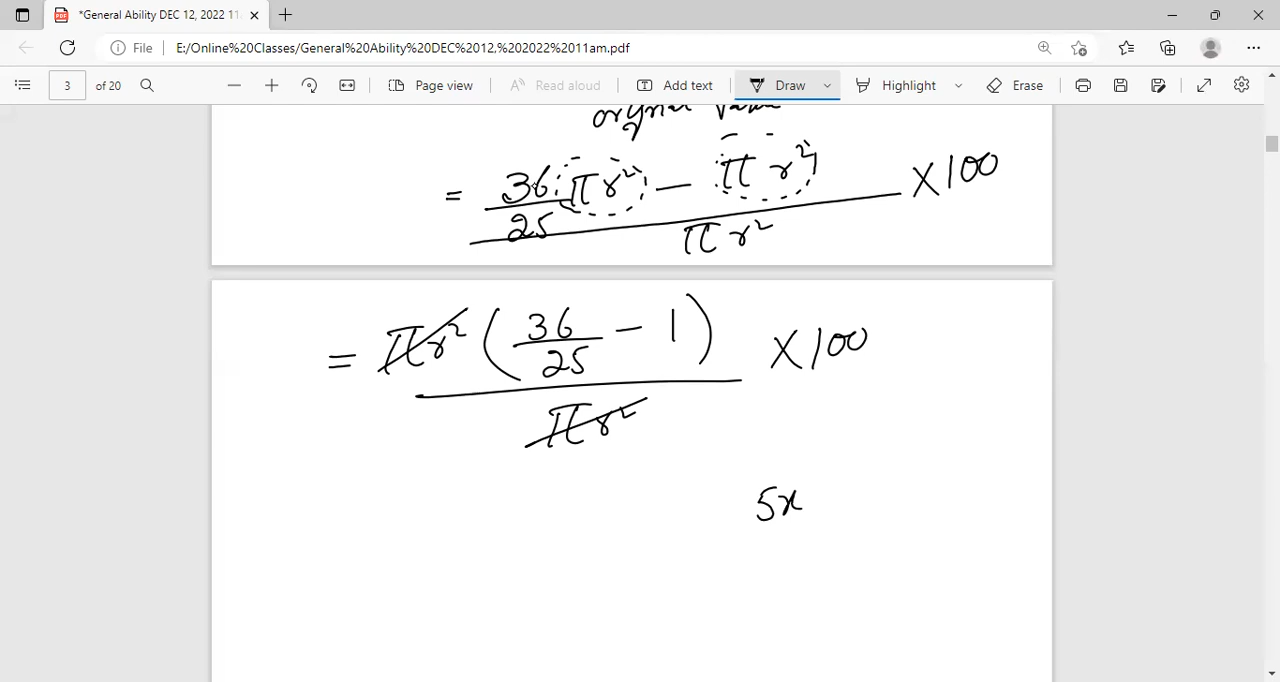 *General Ability DEC 12, 2022 11
File E:/Online%20Classes/General%20Ability%20DEC%2012,%202022%2011am.pdf
3 of 20 Page view Read aloud Add text Draw Highlight Erase
= 36/25 πr² − πr² / πr² X100
= πr² (36/25 − 1) / πr² X100
5x